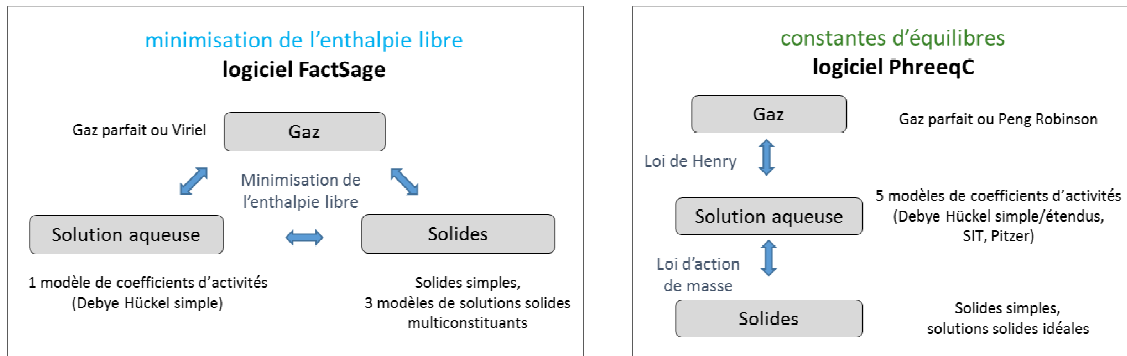 minimisation de l'enthalpie libre
logiciel FactSage
Gaz parfait ou Viriel
Gaz
Minimisation de
l'enthalpie libre
Solution aqueuse
Solides
1 modèle de coefficients d'activités
(Debye Hückel simple)
Solides simples,
3 modèles de solutions solides
multiconstituants
constantes d'équilibres
logiciel PhreeqC
Gaz
Gaz parfait ou Peng Robinson
Loi de Henry
Solution aqueuse
5 modèles de coefficients d'activités
(Debye Hückel simple/étendus,
SIT, Pitzer)
Loi d'action
de masse
Solides
Solides simples,
solutions solides idéales